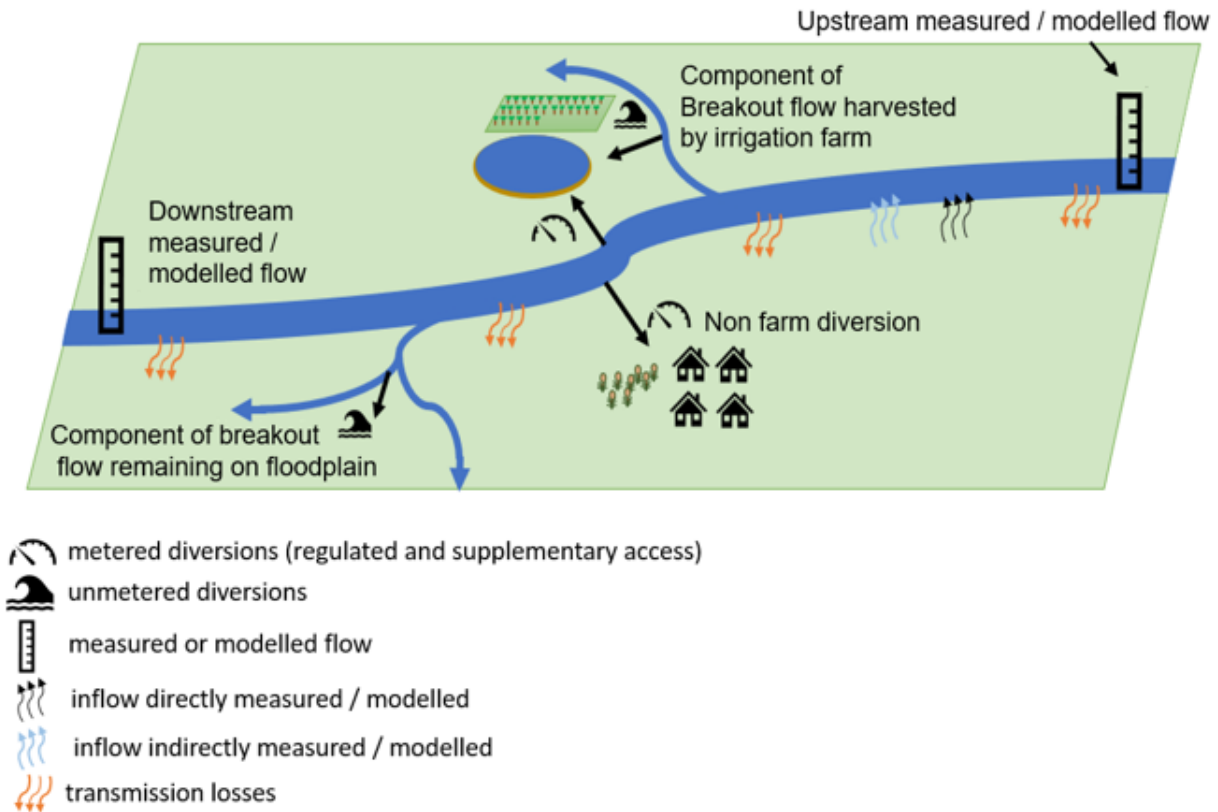 Upstream measured / modelled flow
Component of
Breakout flow harvested
by irrigation farm
Downstream
measured /
modelled flow
Non farm diversion
Component of breakout
flow remaining on floodplain
metered diversions (regulated and supplementary access)
unmetered diversions
measured or modelled flow
inflow directly measured / modelled
inflow indirectly measured / modelled
transmission losses